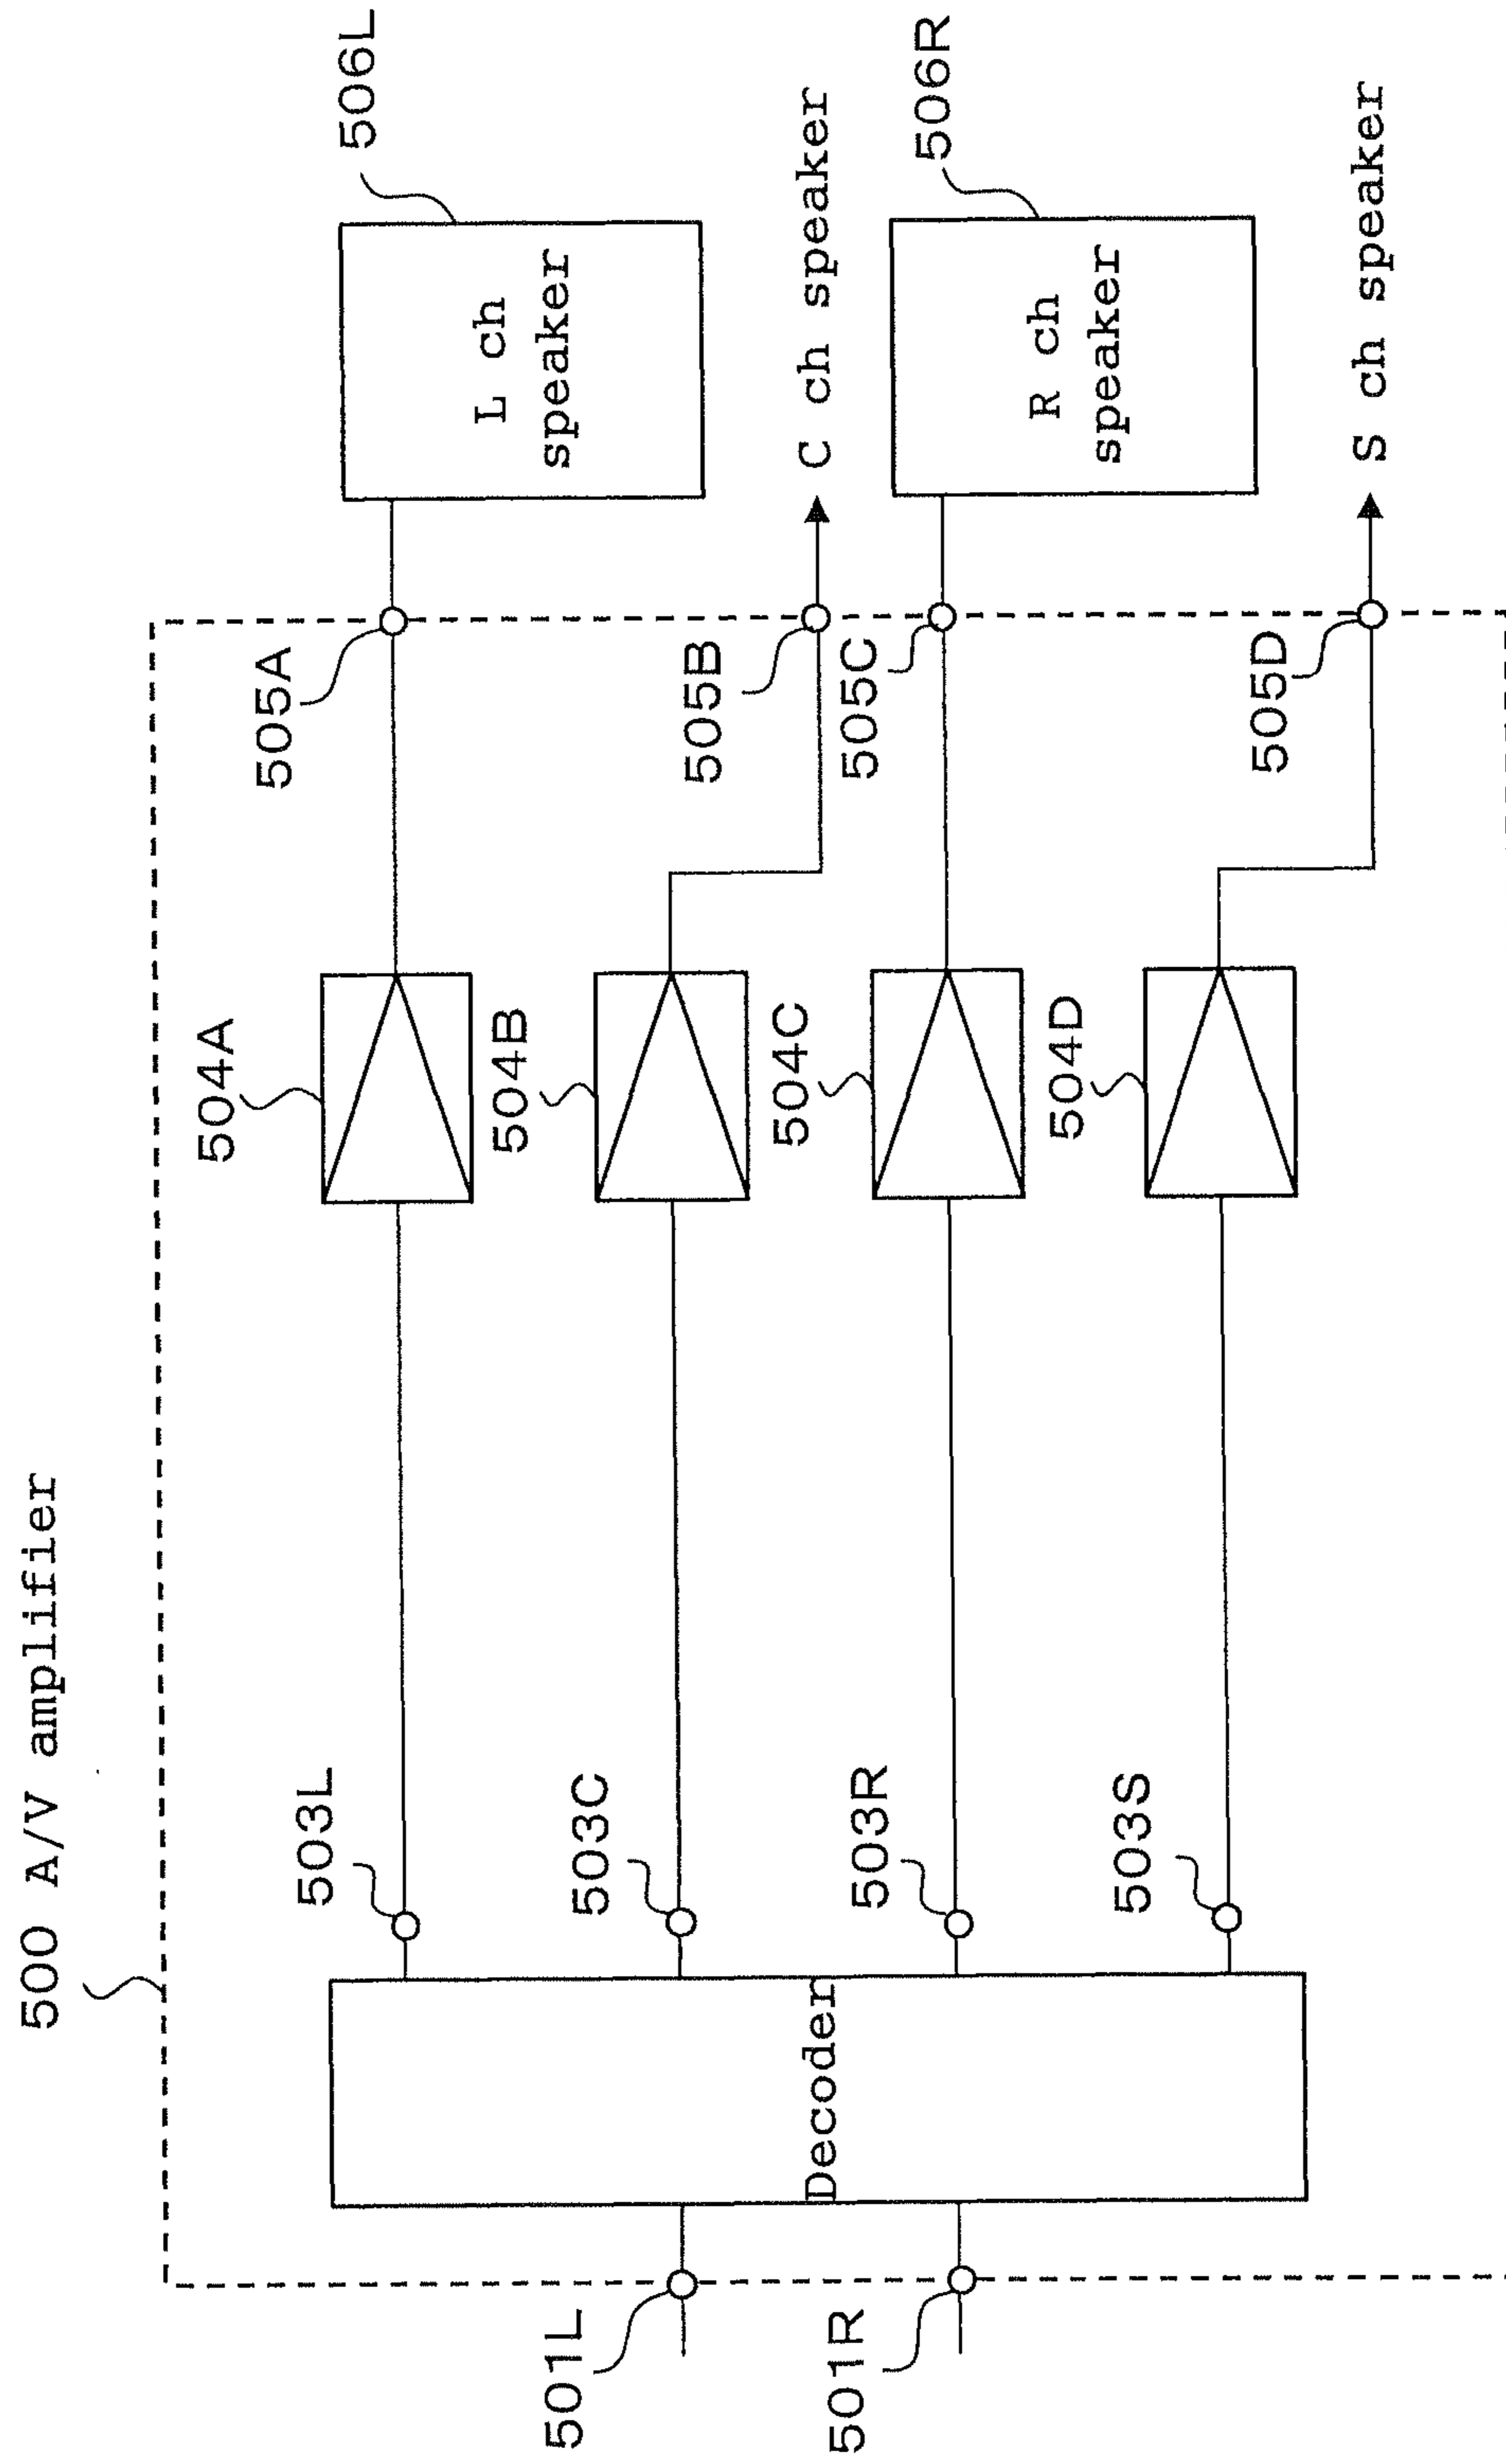 500 A/V amplifier
501L
501R
Decoder
503L
503C
503R
503S
504A
504B
504C
504D
505A
505B
505C
505D
L ch
speaker
506L
C ch speaker
R ch
speaker
506R
S ch speaker